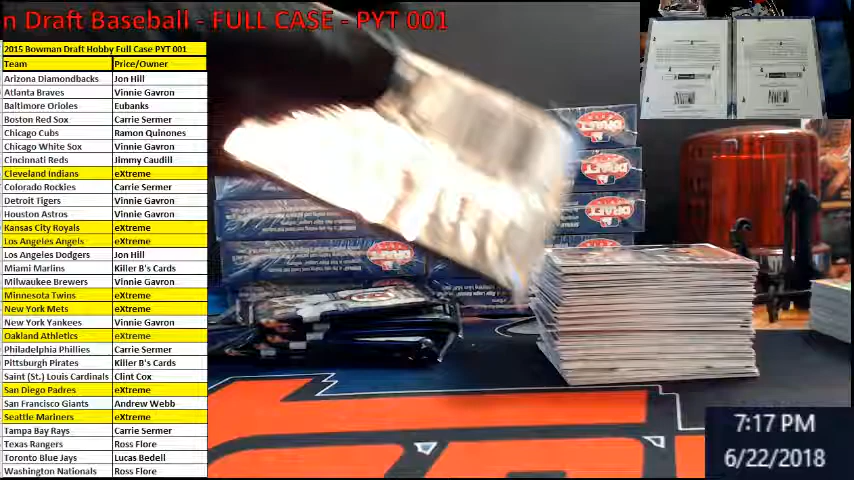 n Draft Baseball - FULL CASE - PYT 001
2015 Bowman Draft Hobby Full Case PYT 001
Team Price/Owner
Arizona Diamondbacks Jon Hill
Atlanta Braves Vinnie Gavron
Baltimore Orioles Eubanks
Boston Red Sox Carrie Sermer
Chicago Cubs Ramon Quinones
Chicago White Sox Vinnie Gavron
Cincinnati Reds Jimmy Caudill
Cleveland Indians eXtreme
Colorado Rockies Carrie Sermer
Detroit Tigers Vinnie Gavron
Houston Astros Vinnie Gavron
Kansas City Royals eXtreme
Los Angeles Angels eXtreme
Los Angeles Dodgers Jon Hill
Miami Marlins Killer B's Cards
Milwaukee Brewers Vinnie Gavron
Minnesota Twins eXtreme
New York Mets eXtreme
New York Yankees Vinnie Gavron
Oakland Athletics eXtreme
Philadelphia Phillies Carrie Sermer
Pittsburgh Pirates Killer B's Cards
Saint (St.) Louis Cardinals Clint Cox
San Diego Padres eXtreme
San Francisco Giants Andrew Webb
Seattle Mariners eXtreme
Tampa Bay Rays Carrie Sermer
Texas Rangers Ross Flore
Toronto Blue Jays Lucas Bedell
Washington Nationals Ross Flore
DRAFT
DRAFT
DRAFT
DRAFT
7:17 PM
6/22/2018